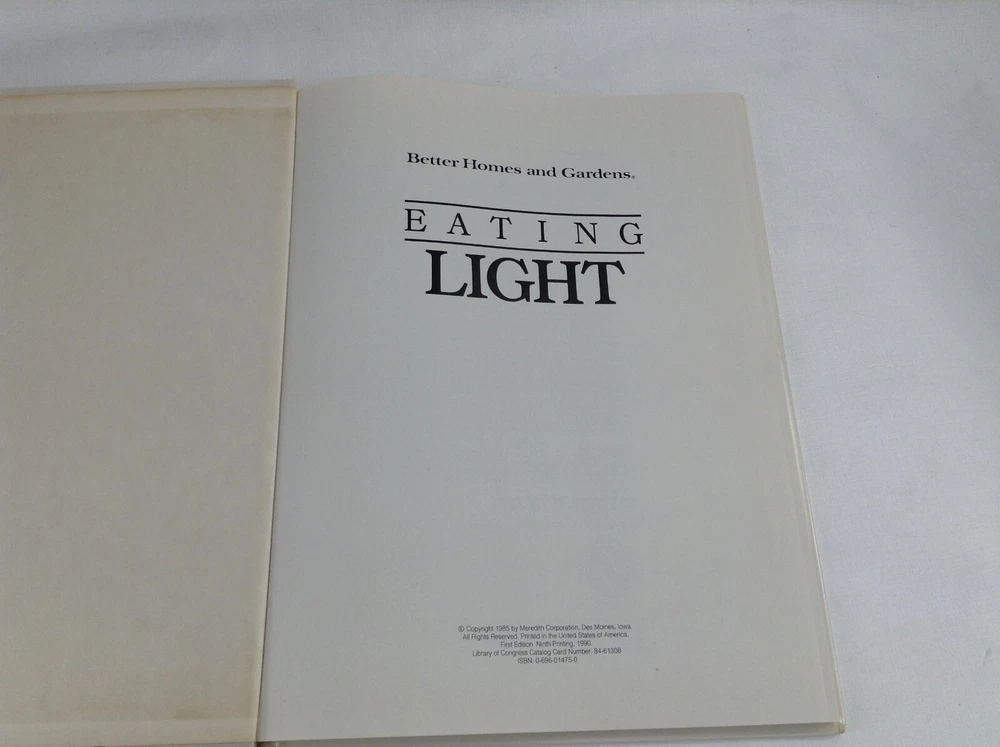 Better Homes and Gardens®
EATING
LIGHT
© Copyright 1985 by Meredith Corporation, Des Moines, Iowa.
All Rights Reserved. Printed in the United States of America.
First Edition. Ninth Printing, 1990.
Library of Congress Catalog Card Number: 84-61308
ISBN: 0-696-01475-0